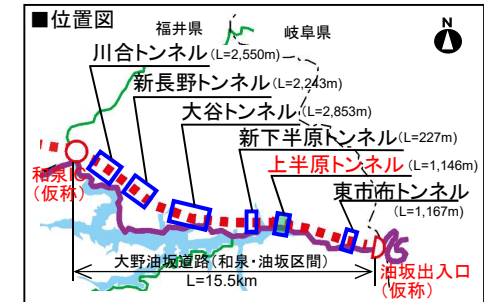 ■位置図
福井県
岐阜県
N
川合トンネル(L=2,550m)
新長野トンネル(L=2,243m)
大谷トンネル(L=2,853m)
新下半原トンネル(L=227m)
上半原トンネル(L=1,146m)
東市布トンネル
(L=1,167m)
和泉IC
(仮称)
大野油坂道路(和泉・油坂区間)
L=15.5km
油坂出入口
(仮称)